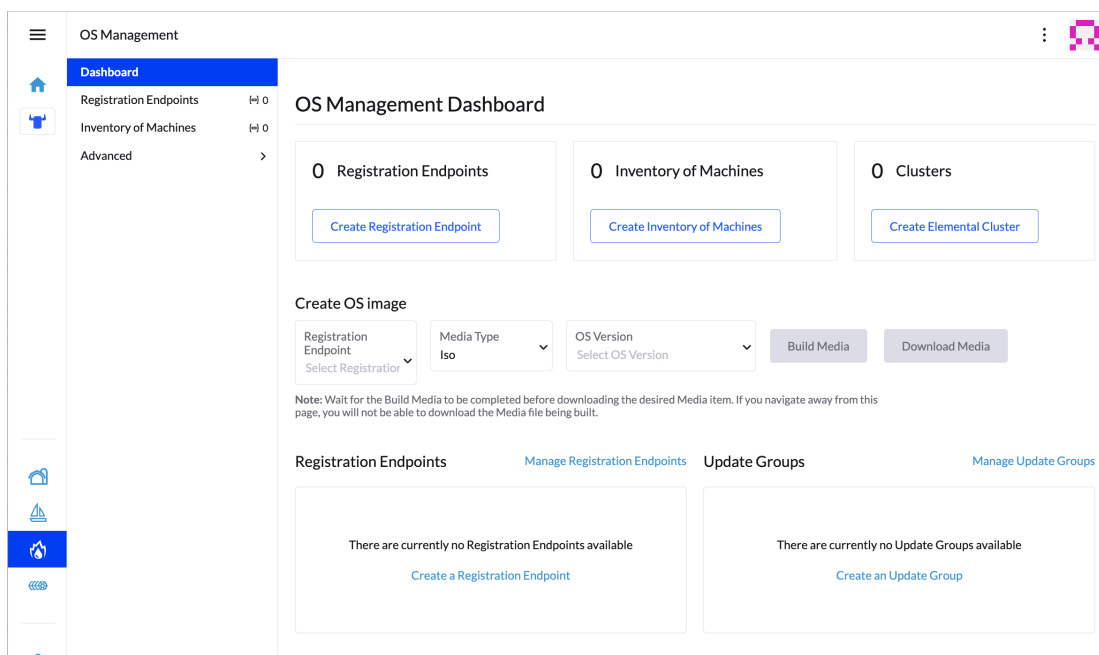 OS Management
Dashboard
Registration Endpoints 0
Inventory of Machines 0
Advanced
OS Management Dashboard
0 Registration Endpoints
Create Registration Endpoint
0 Inventory of Machines
Create Inventory of Machines
0 Clusters
Create Elemental Cluster
Create OS image
Registration
Endpoint
Select Registration
Media Type
Iso
OS Version
Select OS Version
Build Media
Download Media
Note: Wait for the Build Media to be completed before downloading the desired Media item. If you navigate away from this
page, you will not be able to download the Media file being built.
Registration Endpoints
Manage Registration Endpoints
There are currently no Registration Endpoints available
Create a Registration Endpoint
Update Groups
Manage Update Groups
There are currently no Update Groups available
Create an Update Group